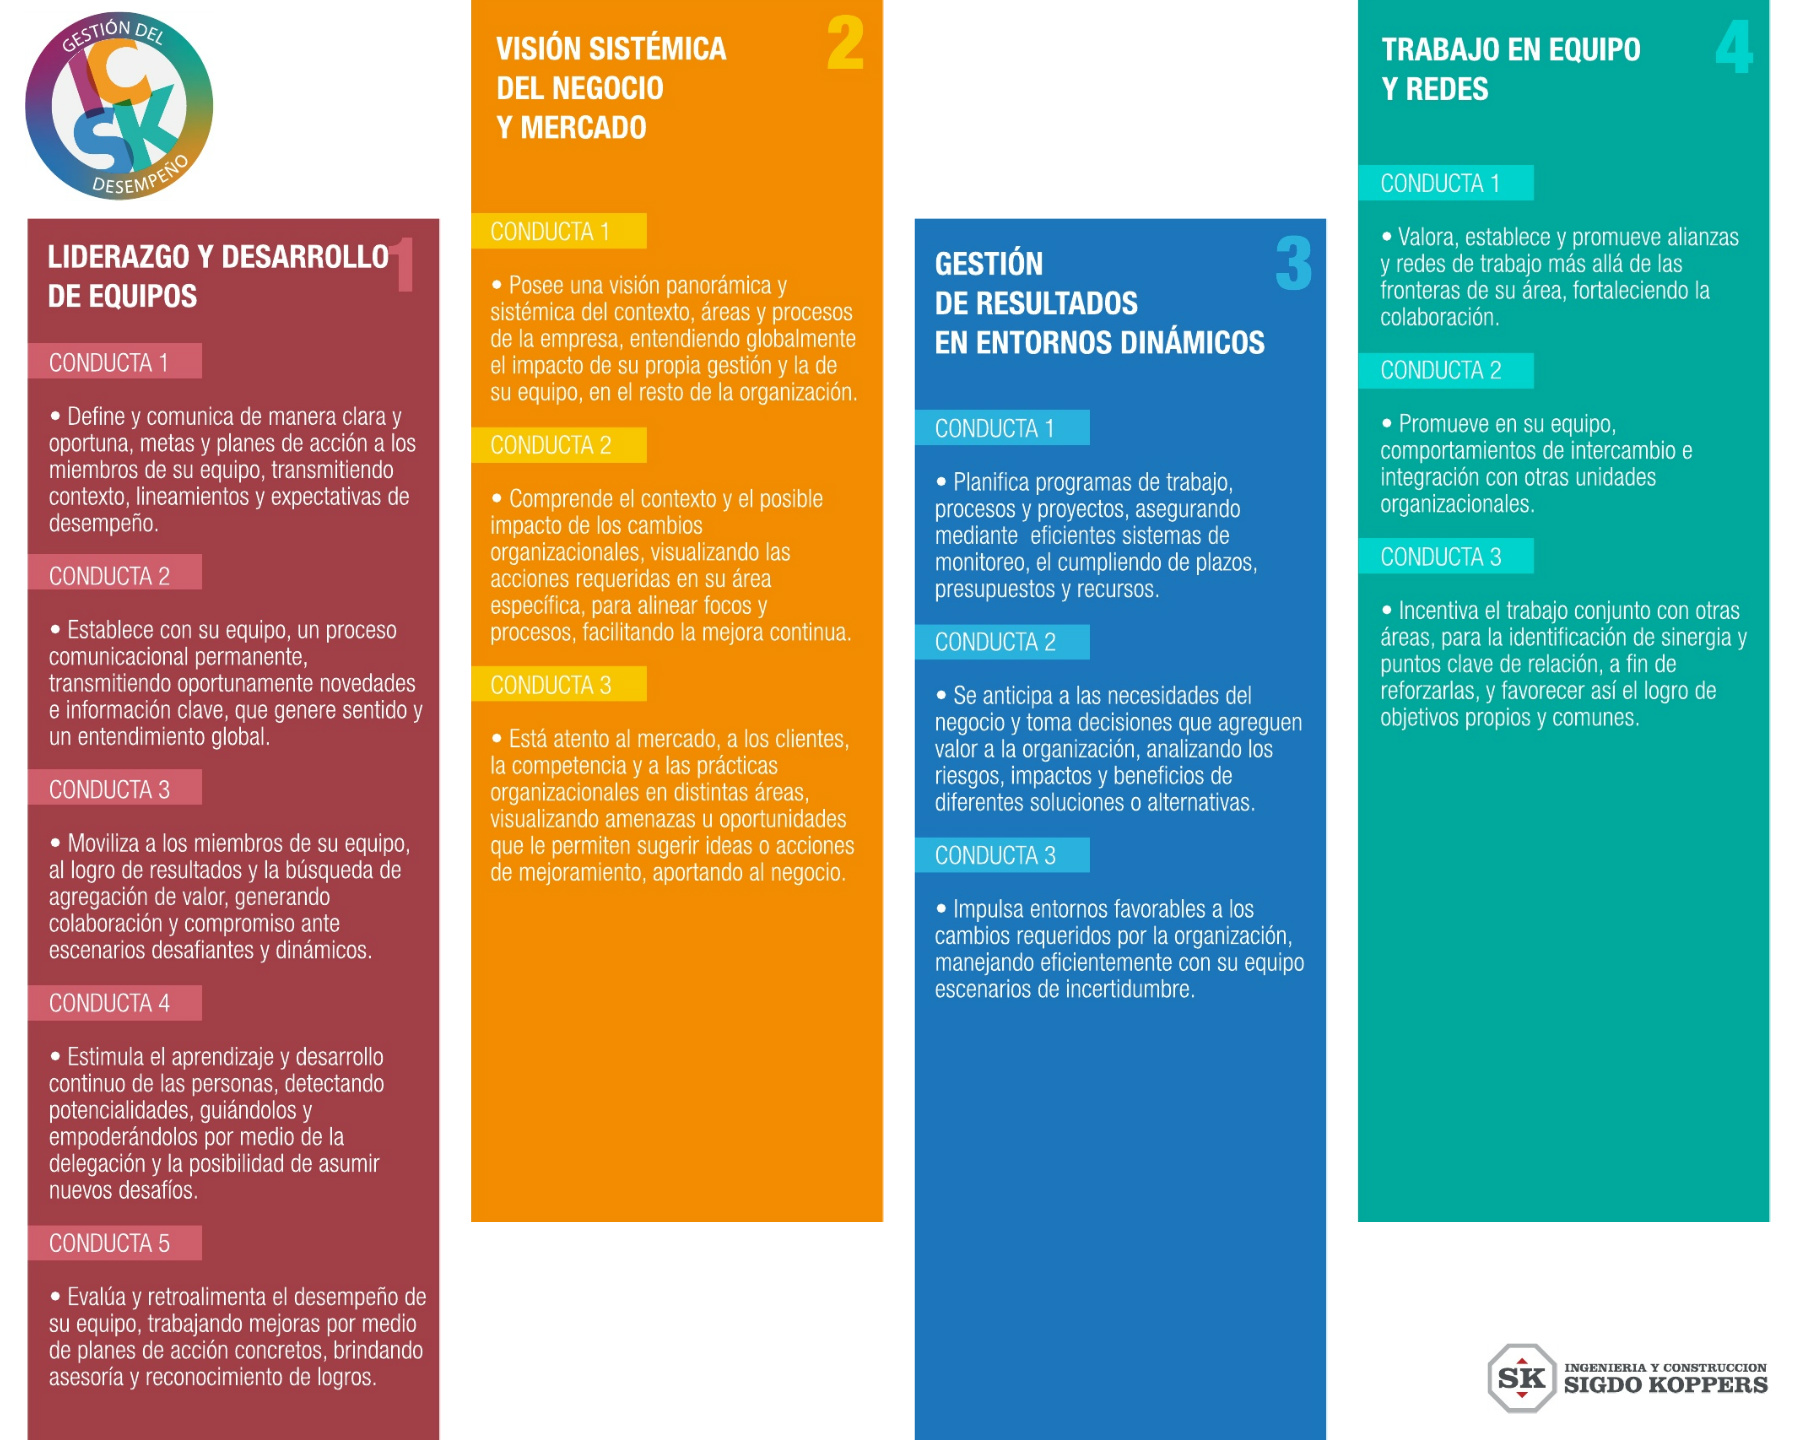 GESTIÓN DEL
ICSK
DESEMPEÑO
LIDERAZGO Y DESARROLLO
DE EQUIPOS
1
CONDUCTA 1
• Define y comunica de manera clara y
oportuna, metas y planes de acción a los
miembros de su equipo, transmitiendo
contexto, lineamientos y expectativas de
desempeño.
CONDUCTA 2
• Establece con su equipo, un proceso
comunicacional permanente,
transmitiendo oportunamente novedades
e información clave, que genere sentido y
un entendimiento global.
CONDUCTA 3
• Moviliza a los miembros de su equipo,
al logro de resultados y la búsqueda de
agregación de valor, generando
colaboración y compromiso ante
escenarios desafiantes y dinámicos.
CONDUCTA 4
• Estimula el aprendizaje y desarrollo
continuo de las personas, detectando
potencialidades, guiándolos y
empoderándolos por medio de la
delegación y la posibilidad de asumir
nuevos desafíos.
CONDUCTA 5
• Evalúa y retroalimenta el desempeño de
su equipo, trabajando mejoras por medio
de planes de acción concretos, brindando
asesoría y reconocimiento de logros.
VISIÓN SISTÉMICA
DEL NEGOCIO
Y MERCADO
2
CONDUCTA 1
• Posee una visión panorámica y
sistémica del contexto, áreas y procesos
de la empresa, entendiendo globalmente
el impacto de su propia gestión y la de
su equipo, en el resto de la organización.
CONDUCTA 2
• Comprende el contexto y el posible
impacto de los cambios
organizacionales, visualizando las
acciones requeridas en su área
específica, para alinear focos y
procesos, facilitando la mejora continua.
CONDUCTA 3
• Está atento al mercado, a los clientes,
la competencia y a las prácticas
organizacionales en distintas áreas,
visualizando amenazas u oportunidades
que le permiten sugerir ideas o acciones
de mejoramiento, aportando al negocio.
GESTIÓN
DE RESULTADOS
EN ENTORNOS DINÁMICOS
3
CONDUCTA 1
• Planifica programas de trabajo,
procesos y proyectos, asegurando
mediante eficientes sistemas de
monitoreo, el cumpliendo de plazos,
presupuestos y recursos.
CONDUCTA 2
• Se anticipa a las necesidades del
negocio y toma decisiones que agreguen
valor a la organización, analizando los
riesgos, impactos y beneficios de
diferentes soluciones o alternativas.
CONDUCTA 3
• Impulsa entornos favorables a los
cambios requeridos por la organización,
manejando eficientemente con su equipo
escenarios de incertidumbre.
TRABAJO EN EQUIPO
Y REDES
4
CONDUCTA 1
• Valora, establece y promueve alianzas
y redes de trabajo más allá de las
fronteras de su área, fortaleciendo la
colaboración.
CONDUCTA 2
• Promueve en su equipo,
comportamientos de intercambio e
integración con otras unidades
organizacionales.
CONDUCTA 3
• Incentiva el trabajo conjunto con otras
áreas, para la identificación de sinergia y
puntos clave de relación, a fin de
reforzarlas, y favorecer así el logro de
objetivos propios y comunes.
SK
INGENIERIA Y CONSTRUCCION
SIGDO KOPPERS